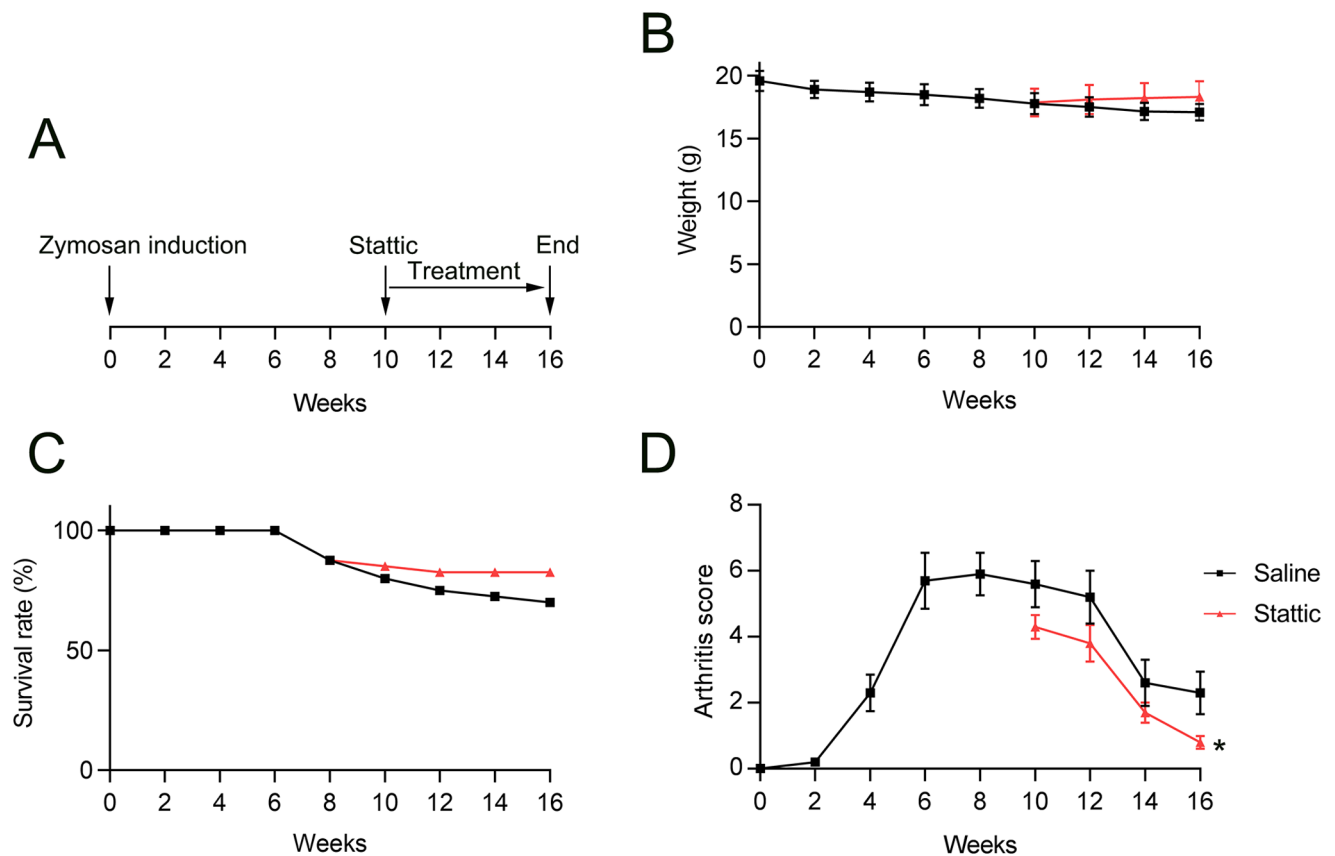 A
Zymosan induction
Stattic
End
Treatment
0 2 4 6 8 10 12 14 16
Weeks
B
Weight (g)
20
15
10
5
0
0 2 4 6 8 10 12 14 16
Weeks
C
Survival rate (%)
100
50
0
0 2 4 6 8 10 12 14 16
Weeks
D
Arthritis score
8
6
4
2
0
*
0 2 4 6 8 10 12 14 16
Weeks
Saline
Stattic